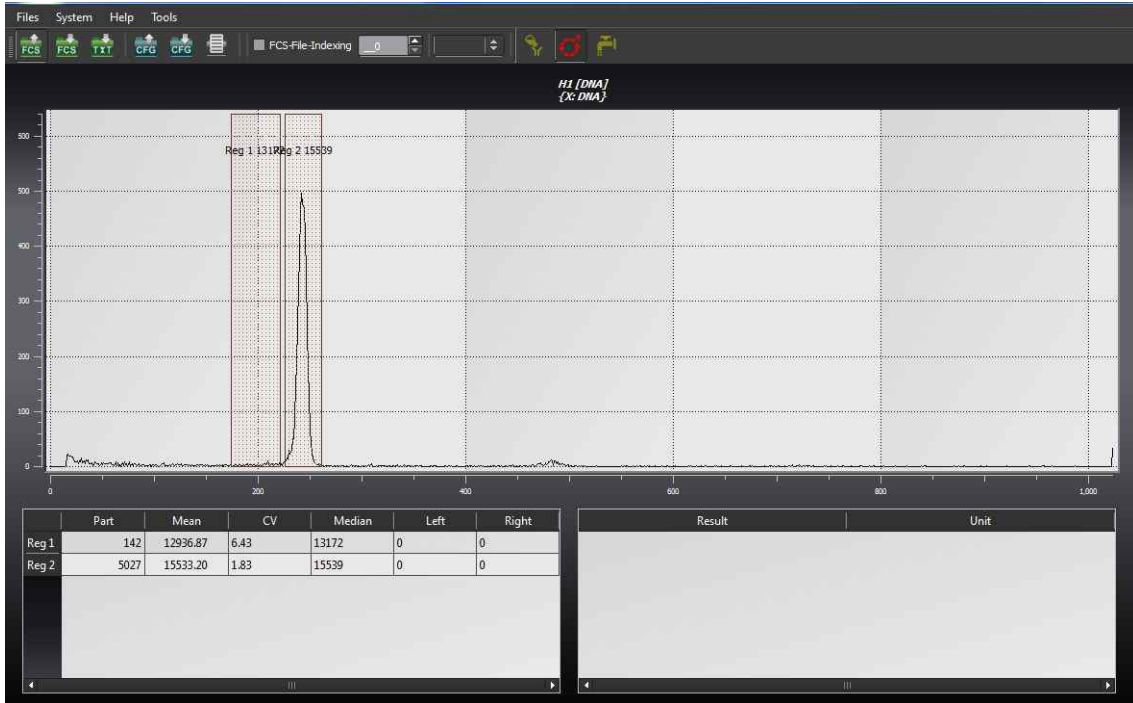 Files System Help Tools
FCS FCS TXT CFG CFG FCS-File-Indexing __0
H1 [DNA]
{X: DNA}
500
Reg 1 13172 Reg 2 15539
500
400
300
200
100
0
0 200 400 600 800 1,000
Part Mean CV Median Left Right
Reg 1 142 12936.87 6.43 13172 0 0
Reg 2 5027 15533.20 1.83 15539 0 0
Result Unit